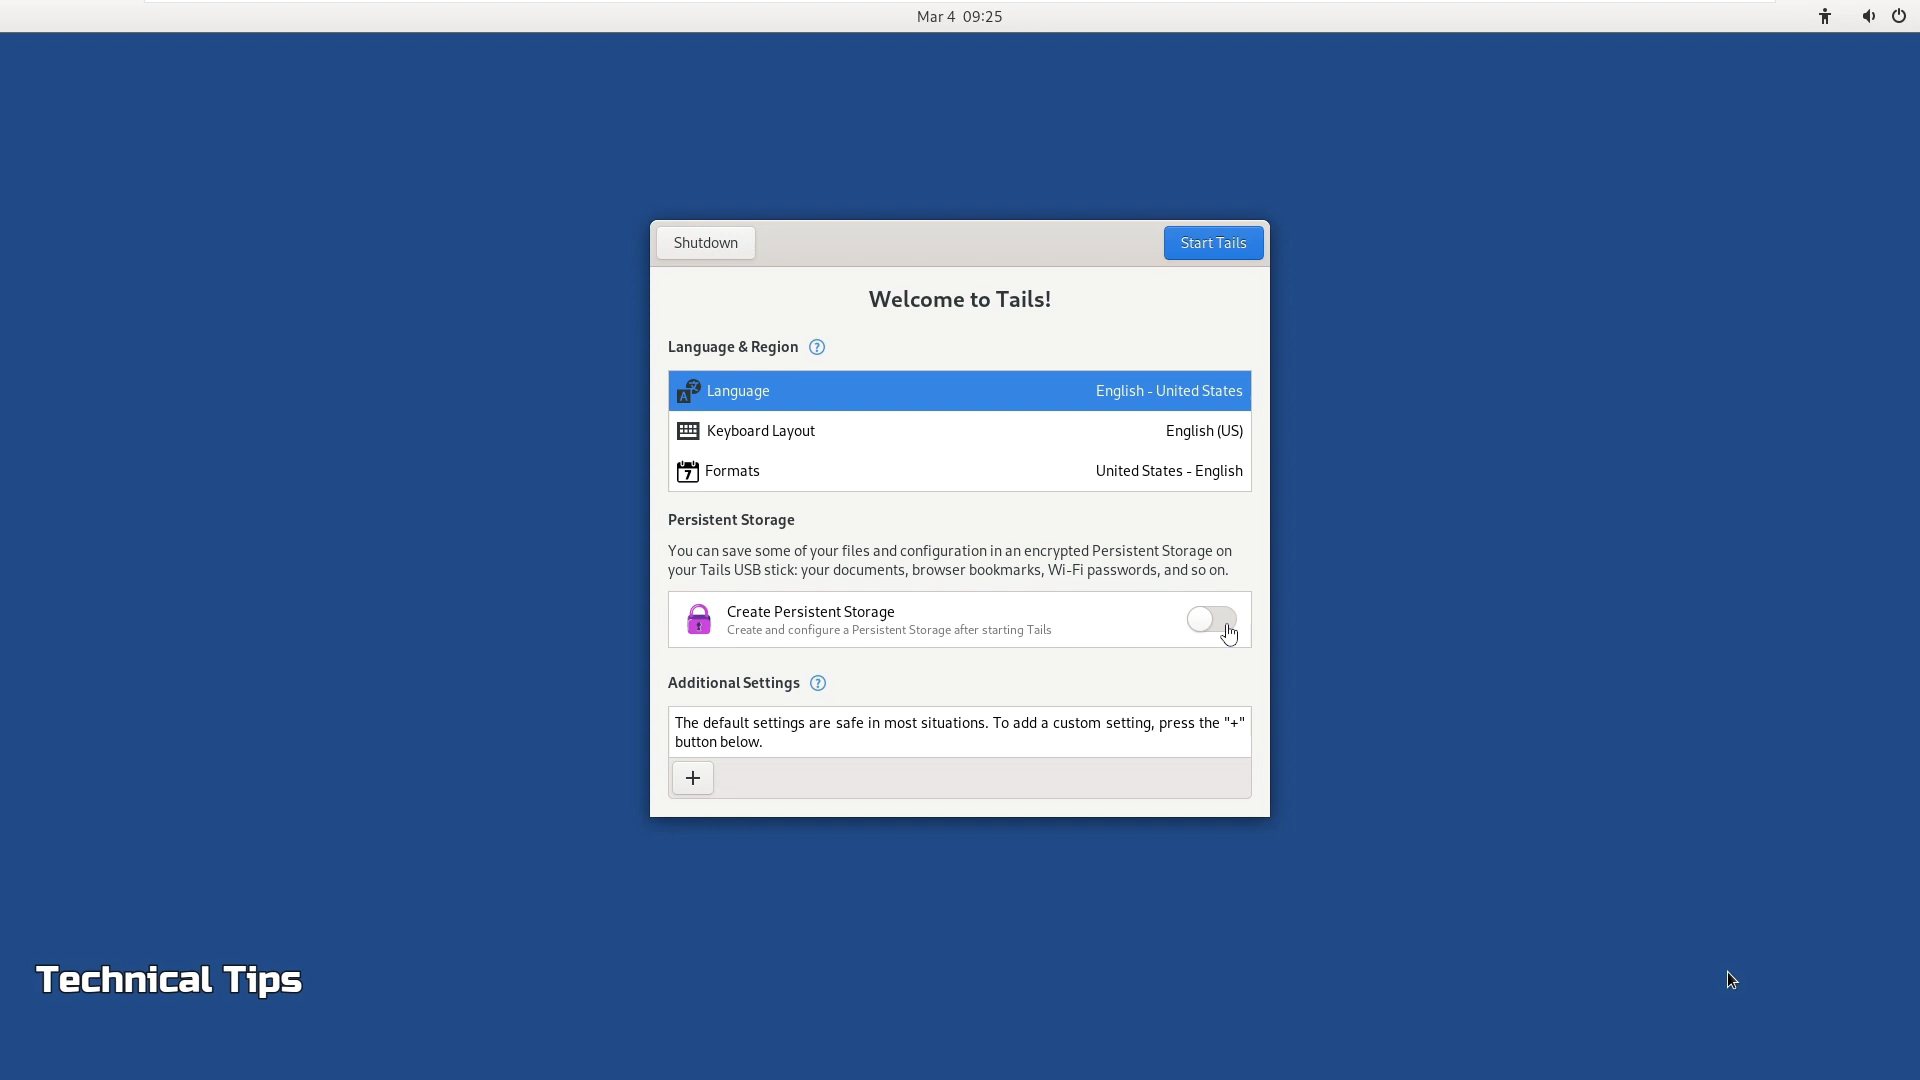 Mar 4 09:25
Shutdown
Start Tails
Welcome to Tails!
Language & Region
Language
English - United States
Keyboard Layout
English (US)
Formats
United States - English
Persistent Storage
You can save some of your files and configuration in an encrypted Persistent Storage on
your Tails USB stick: your documents, browser bookmarks, Wi-Fi passwords, and so on.
Create Persistent Storage
Create and configure a Persistent Storage after starting Tails
Additional Settings
The default settings are safe in most situations. To add a custom setting, press the "+"
button below.
+
Technical Tips